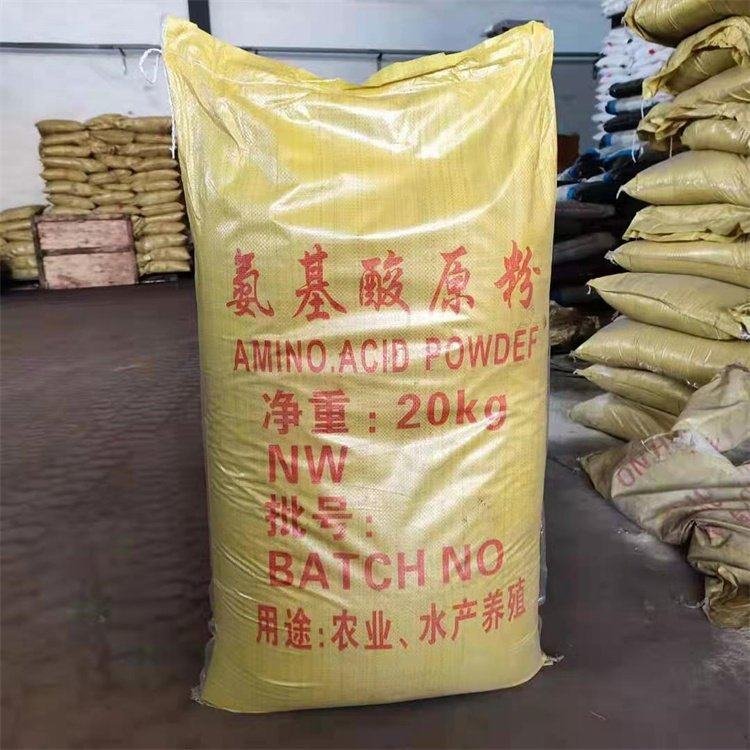 氨基酸原粉
AMINO.ACID POWDER
净重：20kg
NW
批号：
BATCH NO
用途：农业、水产养殖